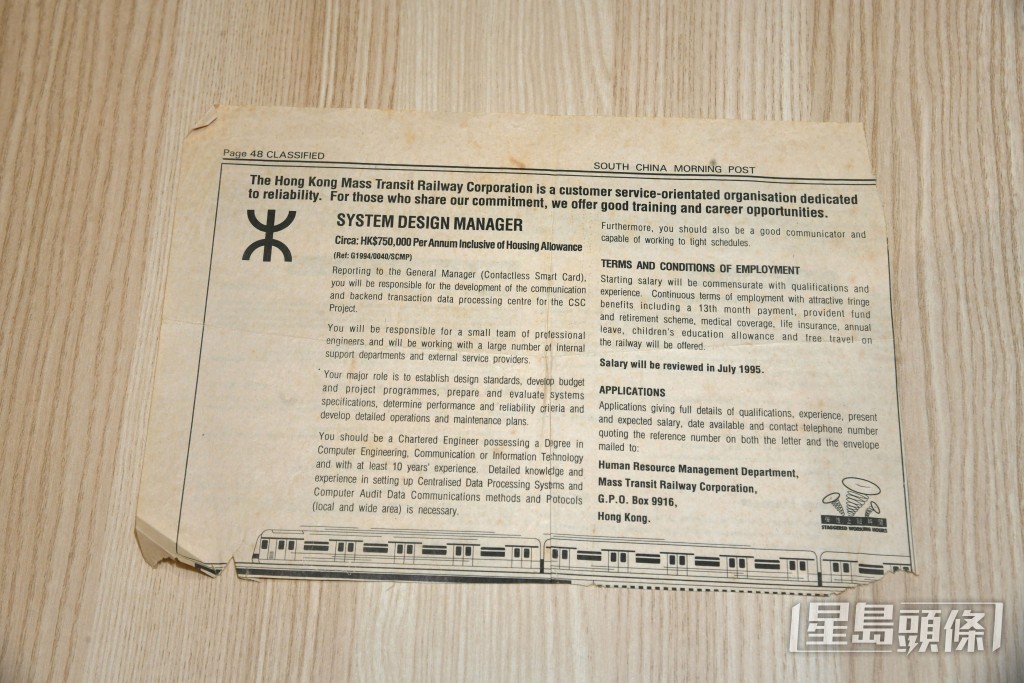 Page 48 CLASSIFIED
SOUTH CHINA MORNING POST
The Hong Kong Mass Transit Railway Corporation is a customer service-orientated organisation dedicated
to reliability. For those who share our commitment, we offer good training and career opportunities.
SYSTEM DESIGN MANAGER
Circa: HK$750,000 Per Annum Inclusive of Housing Allowance
(Ref: G1994/0040/SCMP)
Reporting to the General Manager (Contactless Smart Card),
you will be responsible for the development of the communication
and backend transaction data processing centre for the CSC
Project.
You will be responsible for a small team of professional
engineers and will be working with a large number of internal
support departments and external service providers.
Your major role is to establish design standards, develop budget
and project programmes, prepare and evaluate systems
specifications, determine performance and reliability criteria and
develop detailed operations and maintenance plans.
You should be a Chartered Engineer possessing a Degree in
Computer Engineering, Communication or Information Technology
and with at least 10 years' experience. Detailed knowledge and
experience in setting up Centralised Data Processing Systems and
Computer Audit Data Communications methods and Potocols
(local and wide area) is necessary.
Furthermore, you should also be a good communicator and
capable of working to tight schedules.
TERMS AND CONDITIONS OF EMPLOYMENT
Starting salary will be commensurate with qualifications and
experience. Continuous terms of employment with attractive fringe
benefits including a 13th month payment, provident fund
and retirement scheme, medical coverage, life insurance, annual
leave, children's education allowance and free travel on
the railway will be offered.
Salary will be reviewed in July 1995.
APPLICATIONS
Applications giving full details of qualifications, experience, present
and expected salary, date available and contact telephone number
quoting the reference number on both the letter and the envelope
mailed to:
Human Resource Management Department,
Mass Transit Railway Corporation,
G.P.O. Box 9916,
Hong Kong.
STAGGERED WORKING HOURS
星島頭條